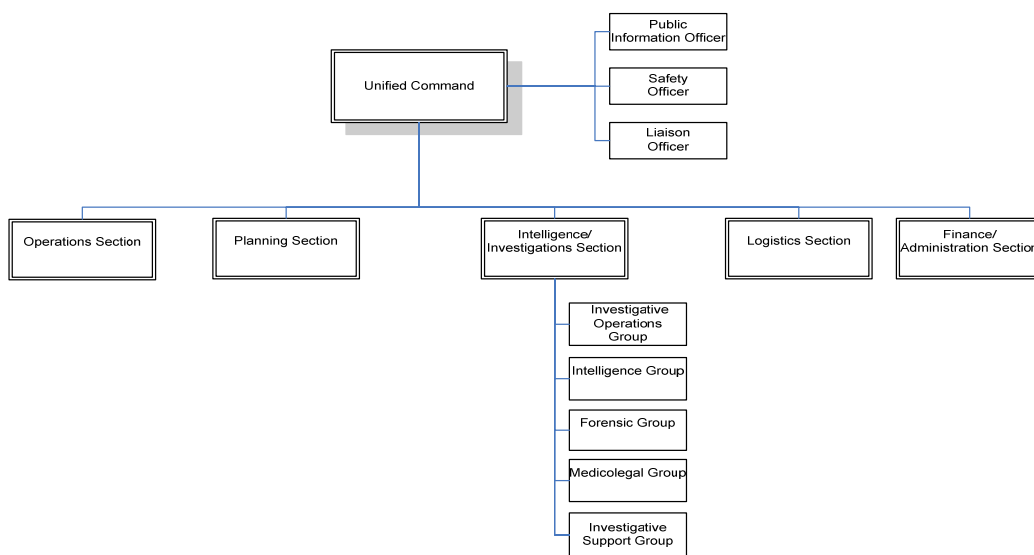 Public
Information Officer
Unified Command
Safety
Officer
Liaison
Officer
Operations Section
Planning Section
Intelligence/
Investigations Section
Logistics Section
Finance/
Administration Section
Investigative
Operations
Group
Intelligence Group
Forensic Group
Medicolegal Group
Investigative
Support Group